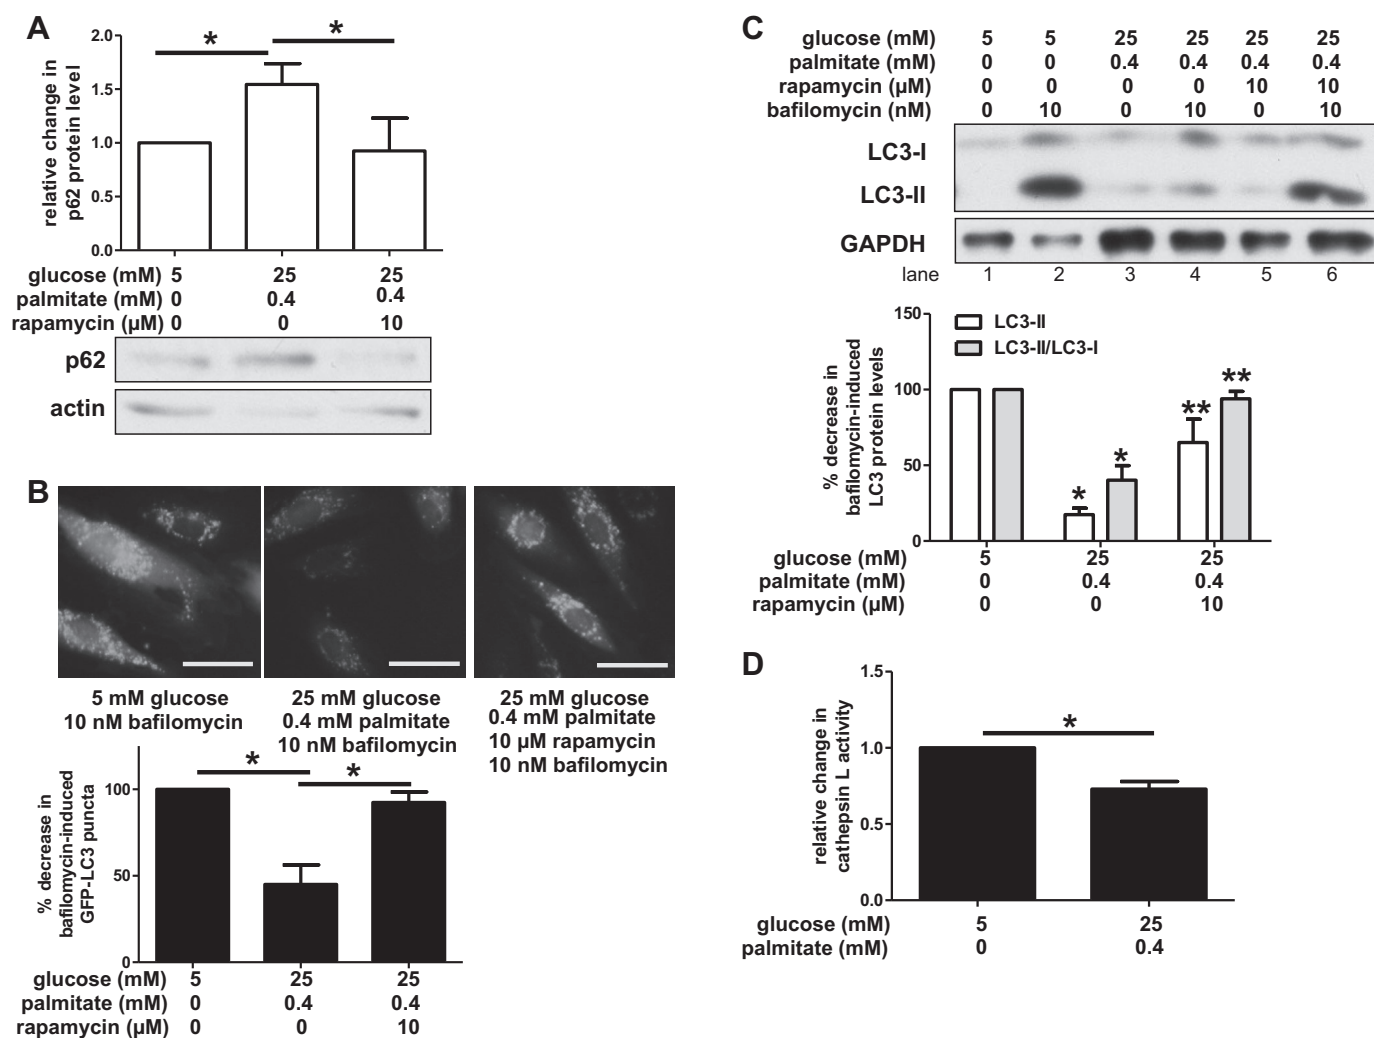 A
relative change in
p62 protein level
2.0
1.5
1.0
0.5
0.0
*
*
glucose (mM) 5 25 25
palmitate (mM) 0 0.4 0.4
rapamycin (µM) 0 0 10
p62
actin
B
5 mM glucose
10 nM bafilomycin
25 mM glucose
0.4 mM palmitate
10 nM bafilomycin
25 mM glucose
0.4 mM palmitate
10 µM rapamycin
10 nM bafilomycin
% decrease in
bafilomycin-induced
GFP-LC3 puncta
100
50
0
*
*
glucose (mM) 5 25 25
palmitate (mM) 0 0.4 0.4
rapamycin (µM) 0 0 10
C
glucose (mM) 5 5 25 25 25 25
palmitate (mM) 0 0 0.4 0.4 0.4 0.4
rapamycin (µM) 0 0 0 0 10 10
bafilomycin (nM) 0 10 0 10 0 10
LC3-I
LC3-II
GAPDH
lane 1 2 3 4 5 6
% decrease in
bafilomycin-induced
LC3 protein levels
150
100
50
0
LC3-II
LC3-II/LC3-I
*
*
**
**
glucose (mM) 5 25 25
palmitate (mM) 0 0.4 0.4
rapamycin (µM) 0 0 10
D
relative change in
cathepsin L activity
1.5
1.0
0.5
0.0
*
glucose (mM) 5 25
palmitate (mM) 0 0.4